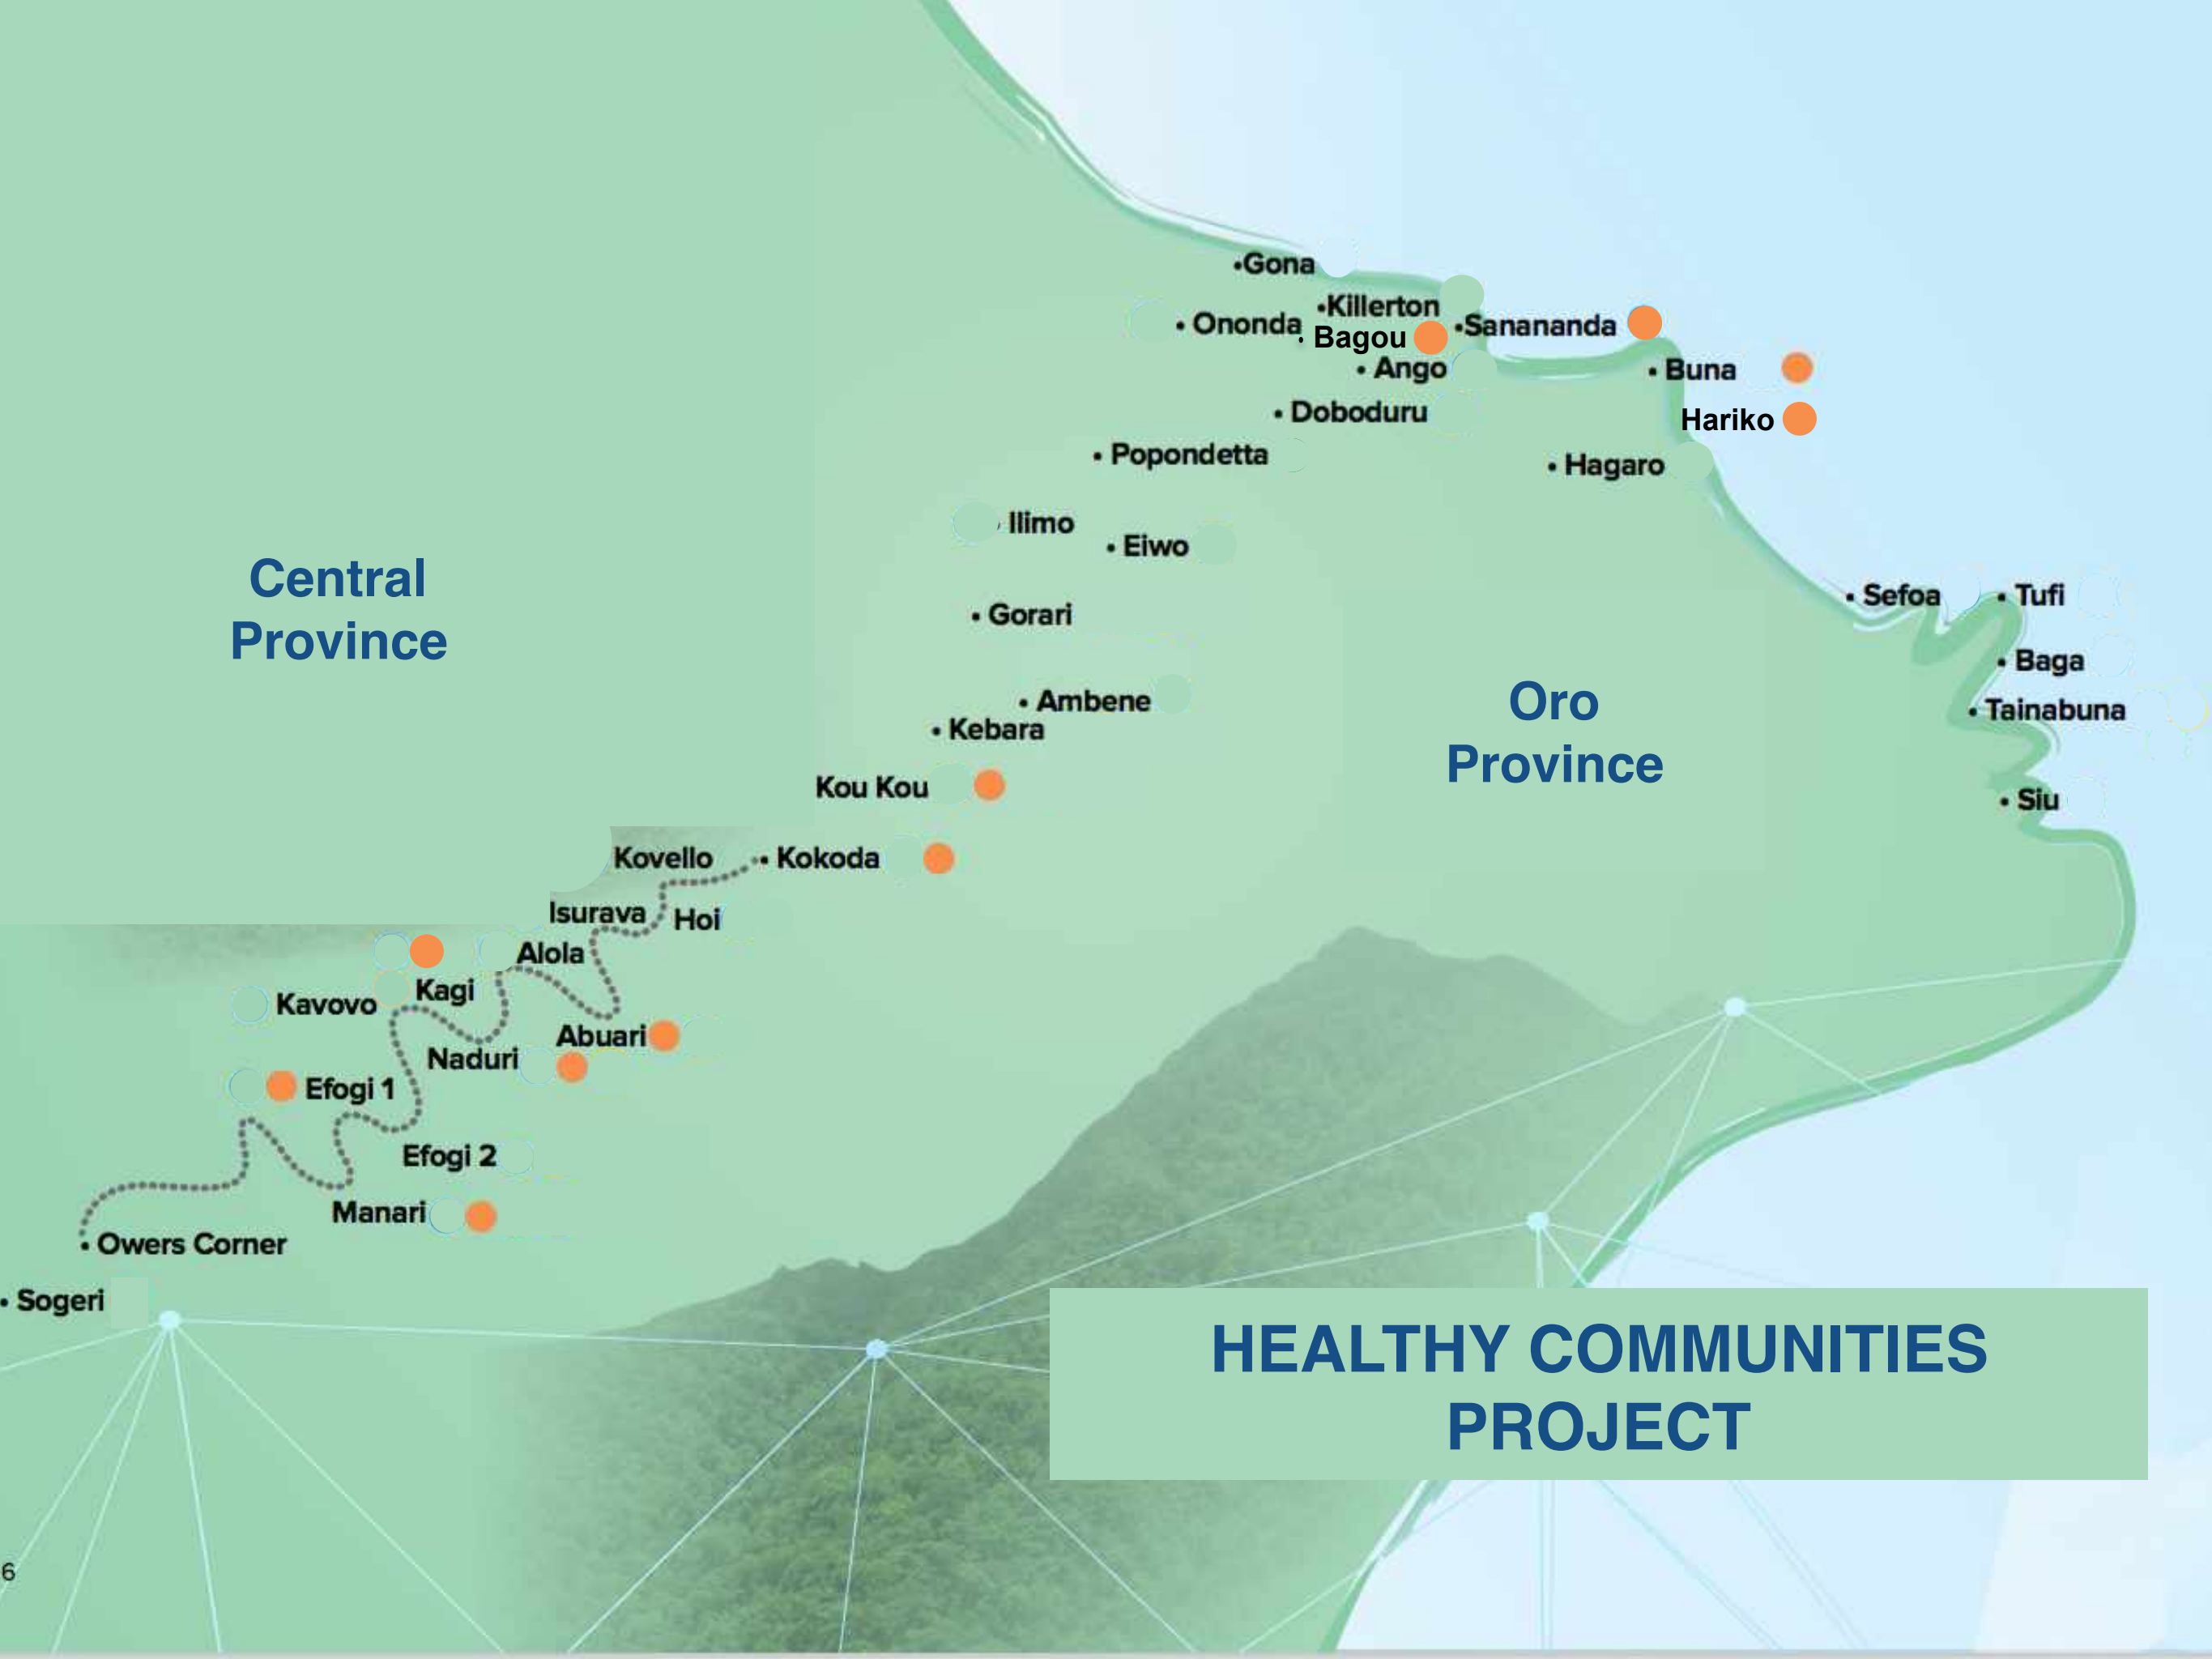 •Gona
•Killerton
• Ononda
• Bagou
•Sanananda
• Ango
• Buna
• Doboduru
Hariko
• Popondetta
• Hagaro
Ilimo
• Eiwo
Central
Province
• Sefoa
• Tufi
• Gorari
• Baga
Oro
Province
• Ambene
• Tainabuna
• Kebara
Kou Kou
• Siu
Kovello
• Kokoda
Isurava
Hoi
Alola
Kagi
Kavovo
Abuari
Naduri
Efogi 1
Efogi 2
Manari
• Owers Corner
• Sogeri
HEALTHY COMMUNITIES
PROJECT
6